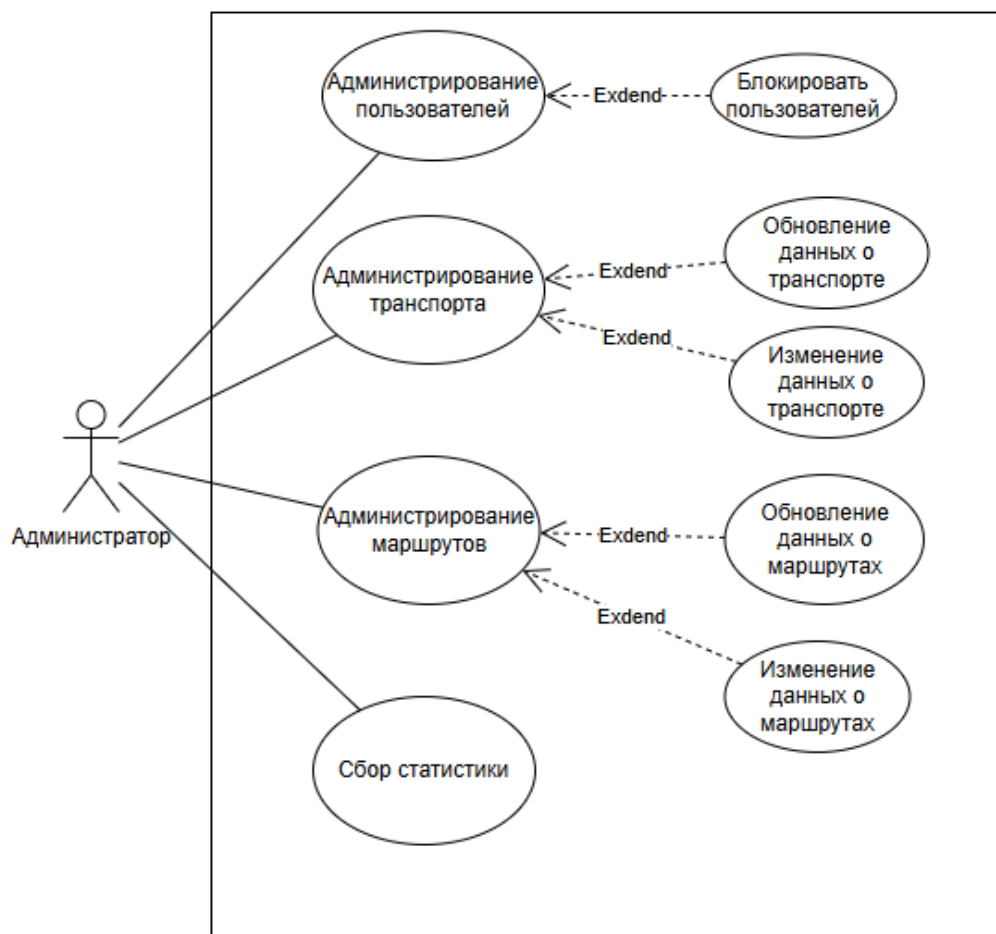 Администрирование
пользователей
Exdend
Блокировать
пользователей
Администрирование
транспорта
Exdend
Обновление
данных о
транспорте
Exdend
Изменение
данных о
транспорте
Администратор
Администрирование
маршрутов
Exdend
Обновление
данных о
маршрутах
Exdend
Изменение
данных о
маршрутах
Сбор статистики